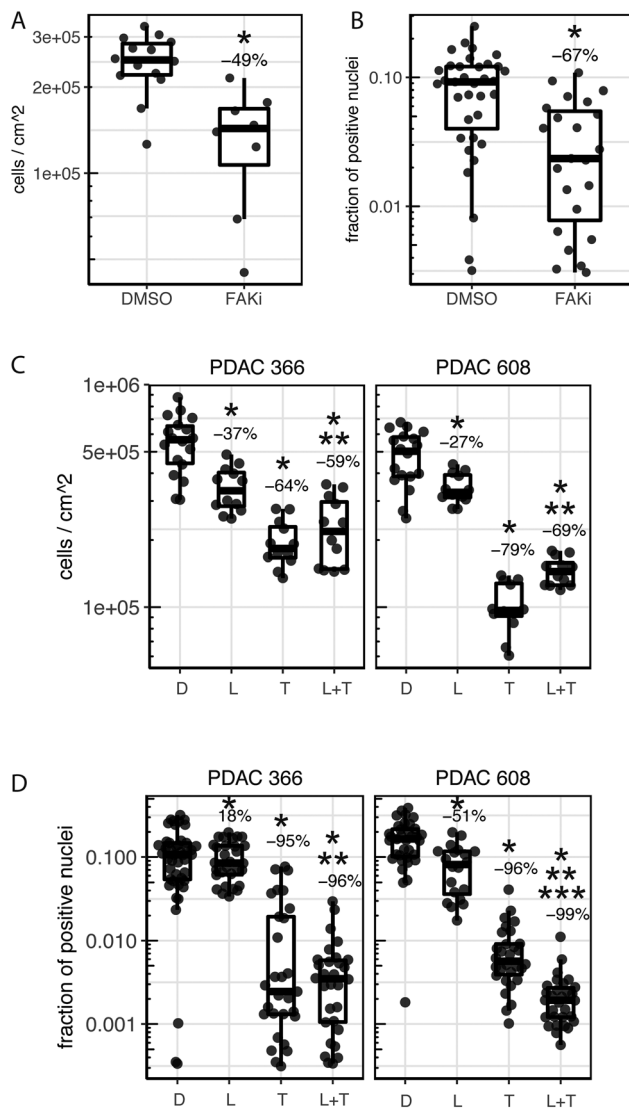 A
cells / cm^2
3e+05
2e+05
1e+05
*
−49%
DMSO
FAKi
B
fraction of positive nuclei
0.10
0.01
*
−67%
DMSO
FAKi
C
PDAC 366
PDAC 608
cells / cm^2
1e+06
5e+05
1e+05
*
−37%
*
−64%
*
**
−59%
*
−27%
*
−79%
*
**
−69%
D
L
T
L+T
D
L
T
L+T
D
PDAC 366
PDAC 608
fraction of positive nuclei
0.100
0.010
0.001
*
18%
*
−95%
*
**
−96%
*
−51%
*
−96%
*
**
***
−99%
D
L
T
L+T
D
L
T
L+T